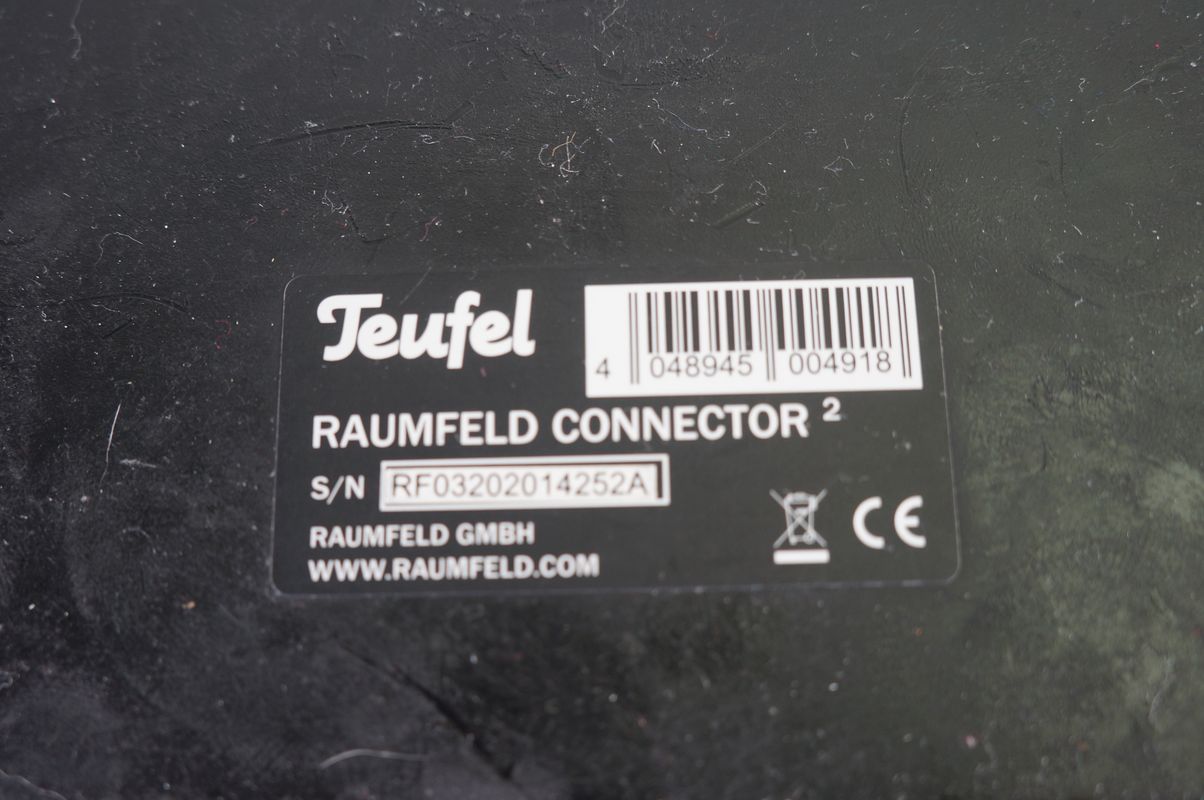 Teufel
4 048945 004918
RAUMFELD CONNECTOR ²
S/N RF03202014252A
RAUMFELD GMBH
WWW.RAUMFELD.COM
CE